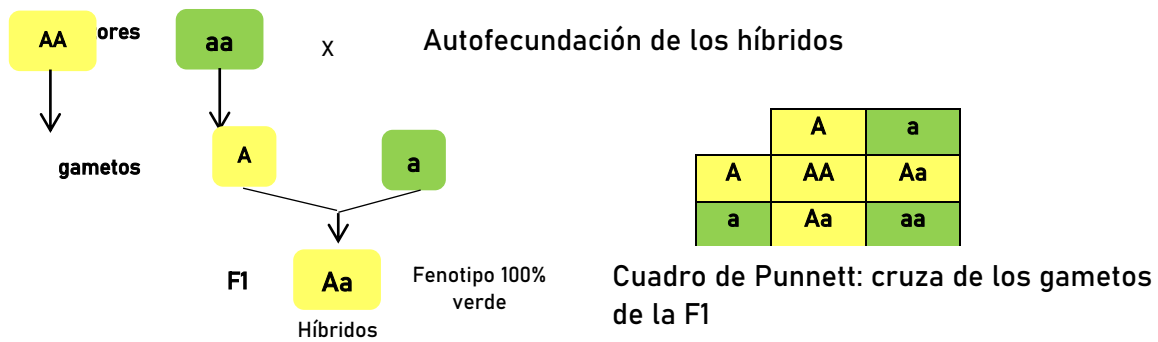 AA
ores
aa
X
Autofecundación de los híbridos
A
a
A
AA
Aa
a
Aa
aa
gametos
A
a
F1
Aa
Fenotipo 100%
verde
Híbridos
Cuadro de Punnett: cruza de los gametos
de la F1